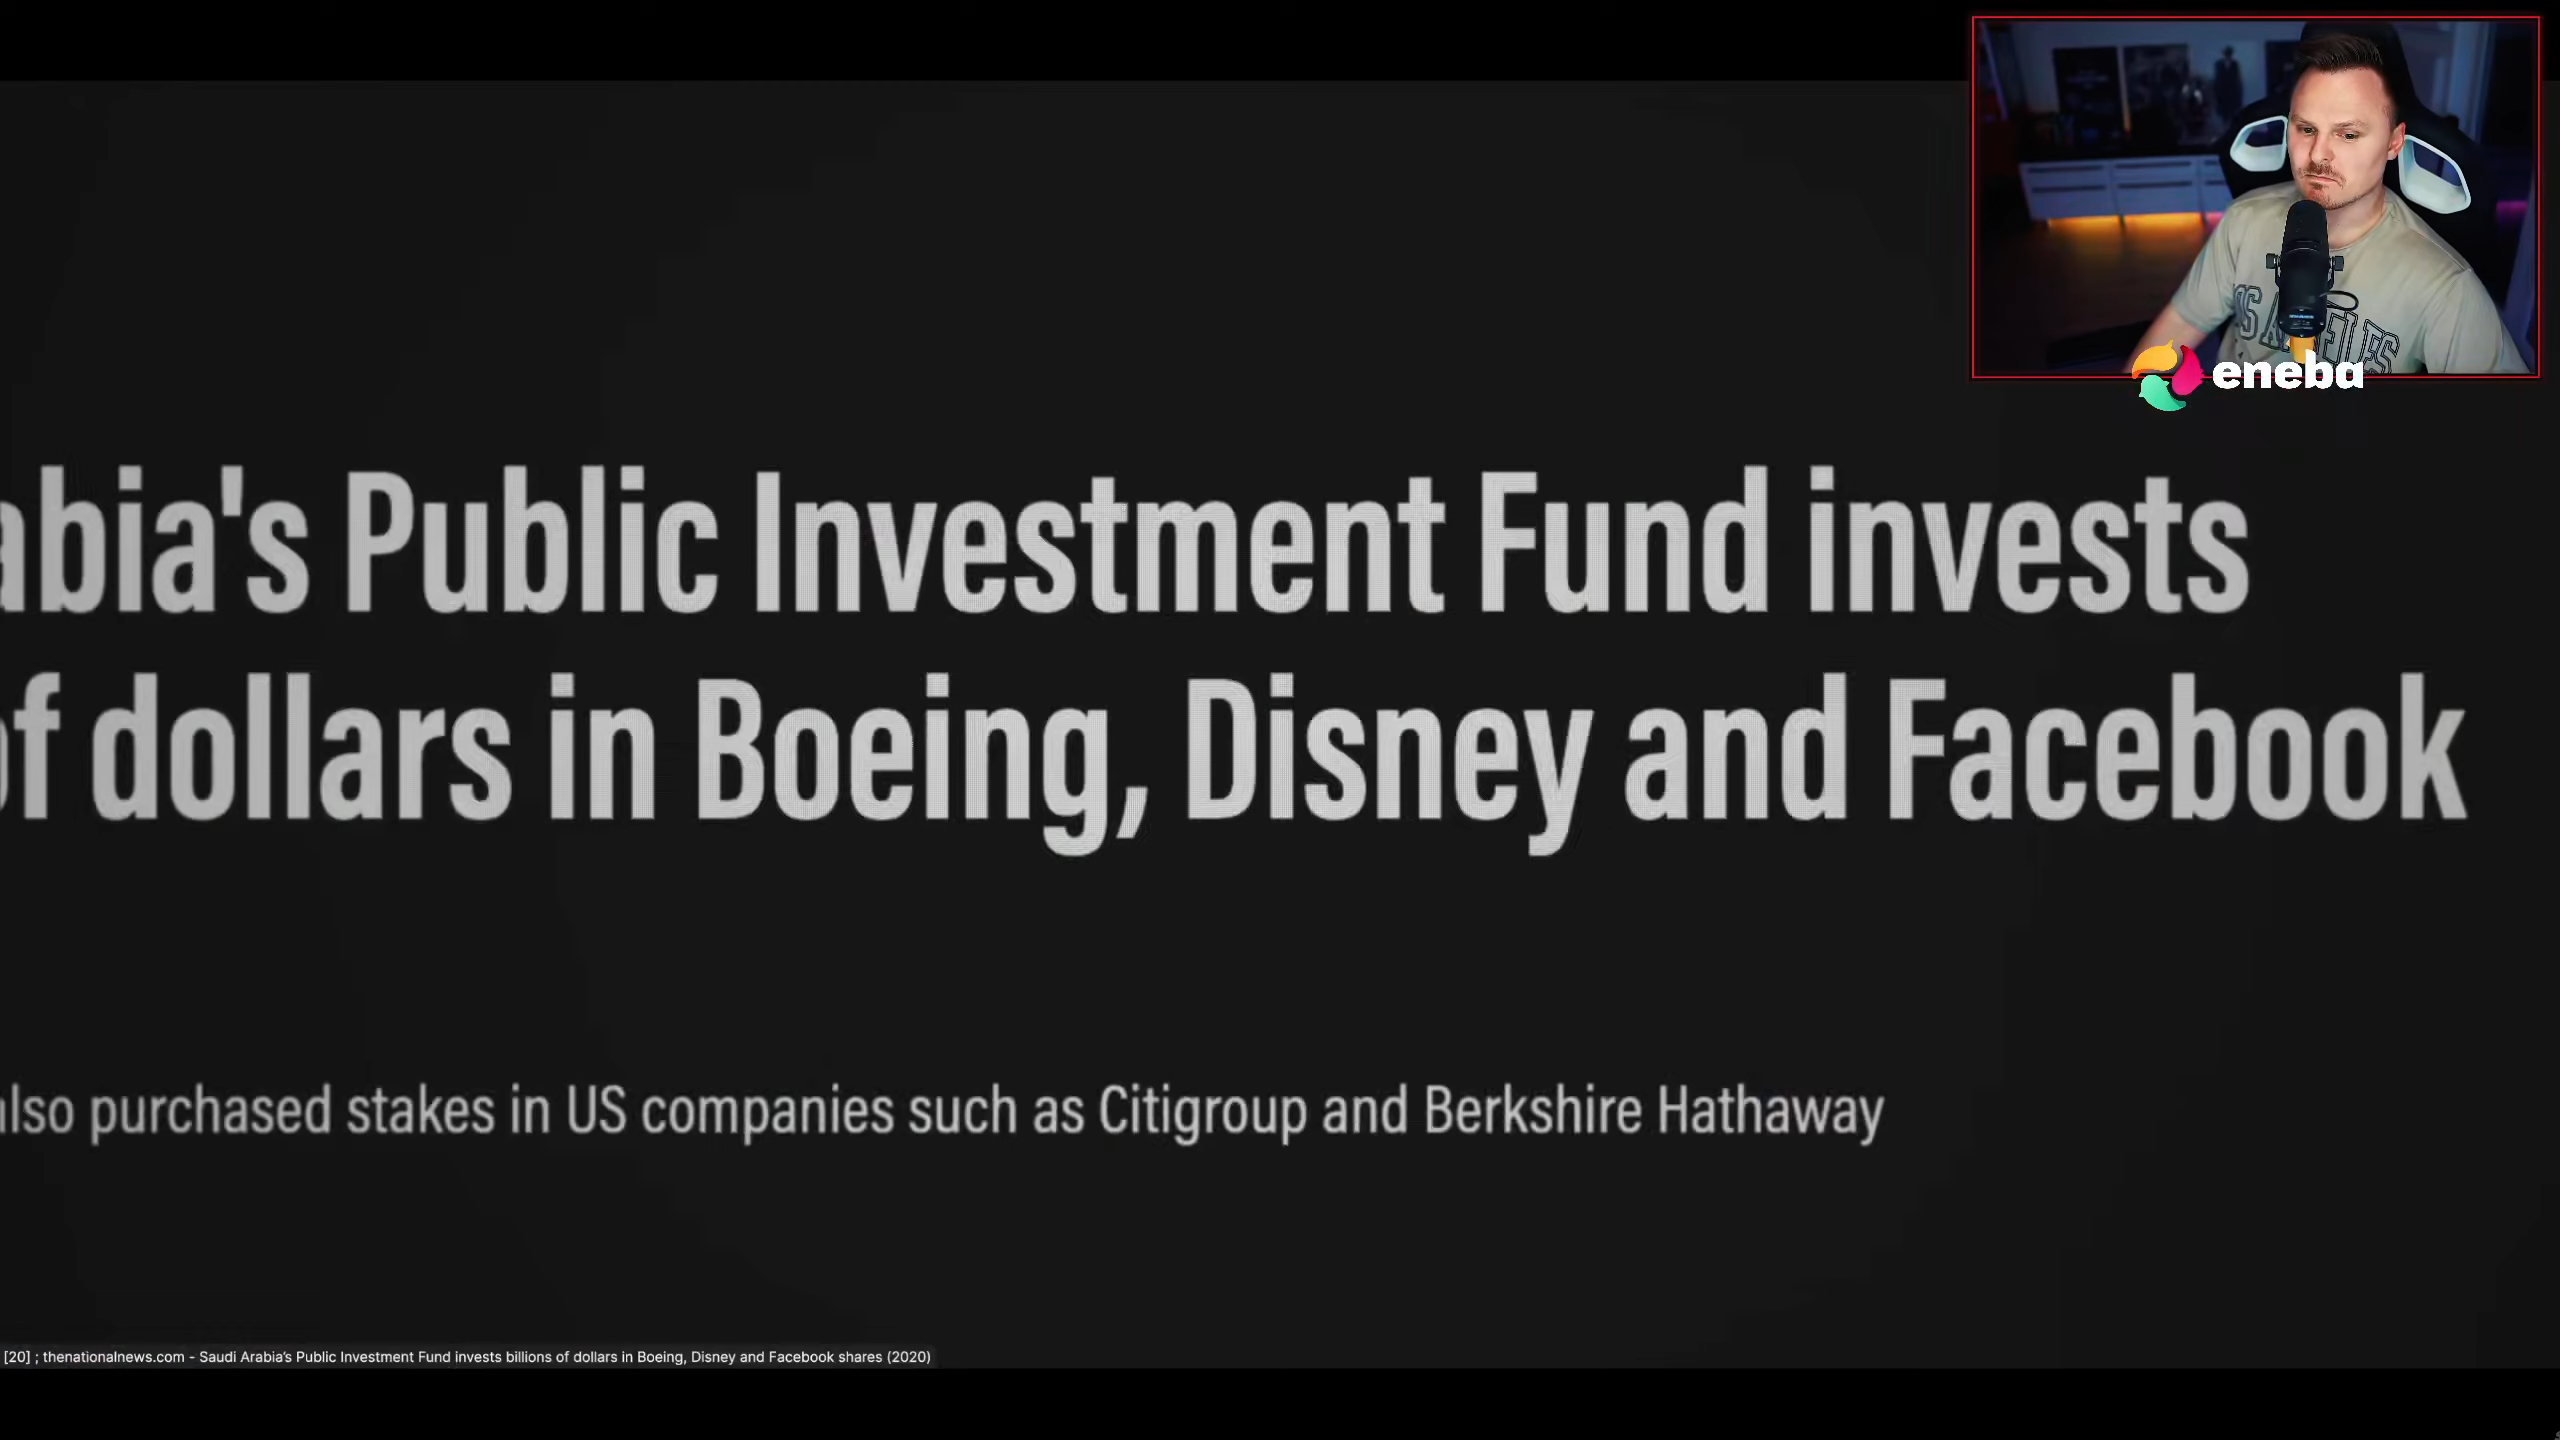 eneba
abia's Public Investment Fund invests
of dollars in Boeing, Disney and Facebook
also purchased stakes in US companies such as Citigroup and Berkshire Hathaway
[20] ; thenationalnews.com - Saudi Arabia's Public Investment Fund invests billions of dollars in Boeing, Disney and Facebook shares (2020)